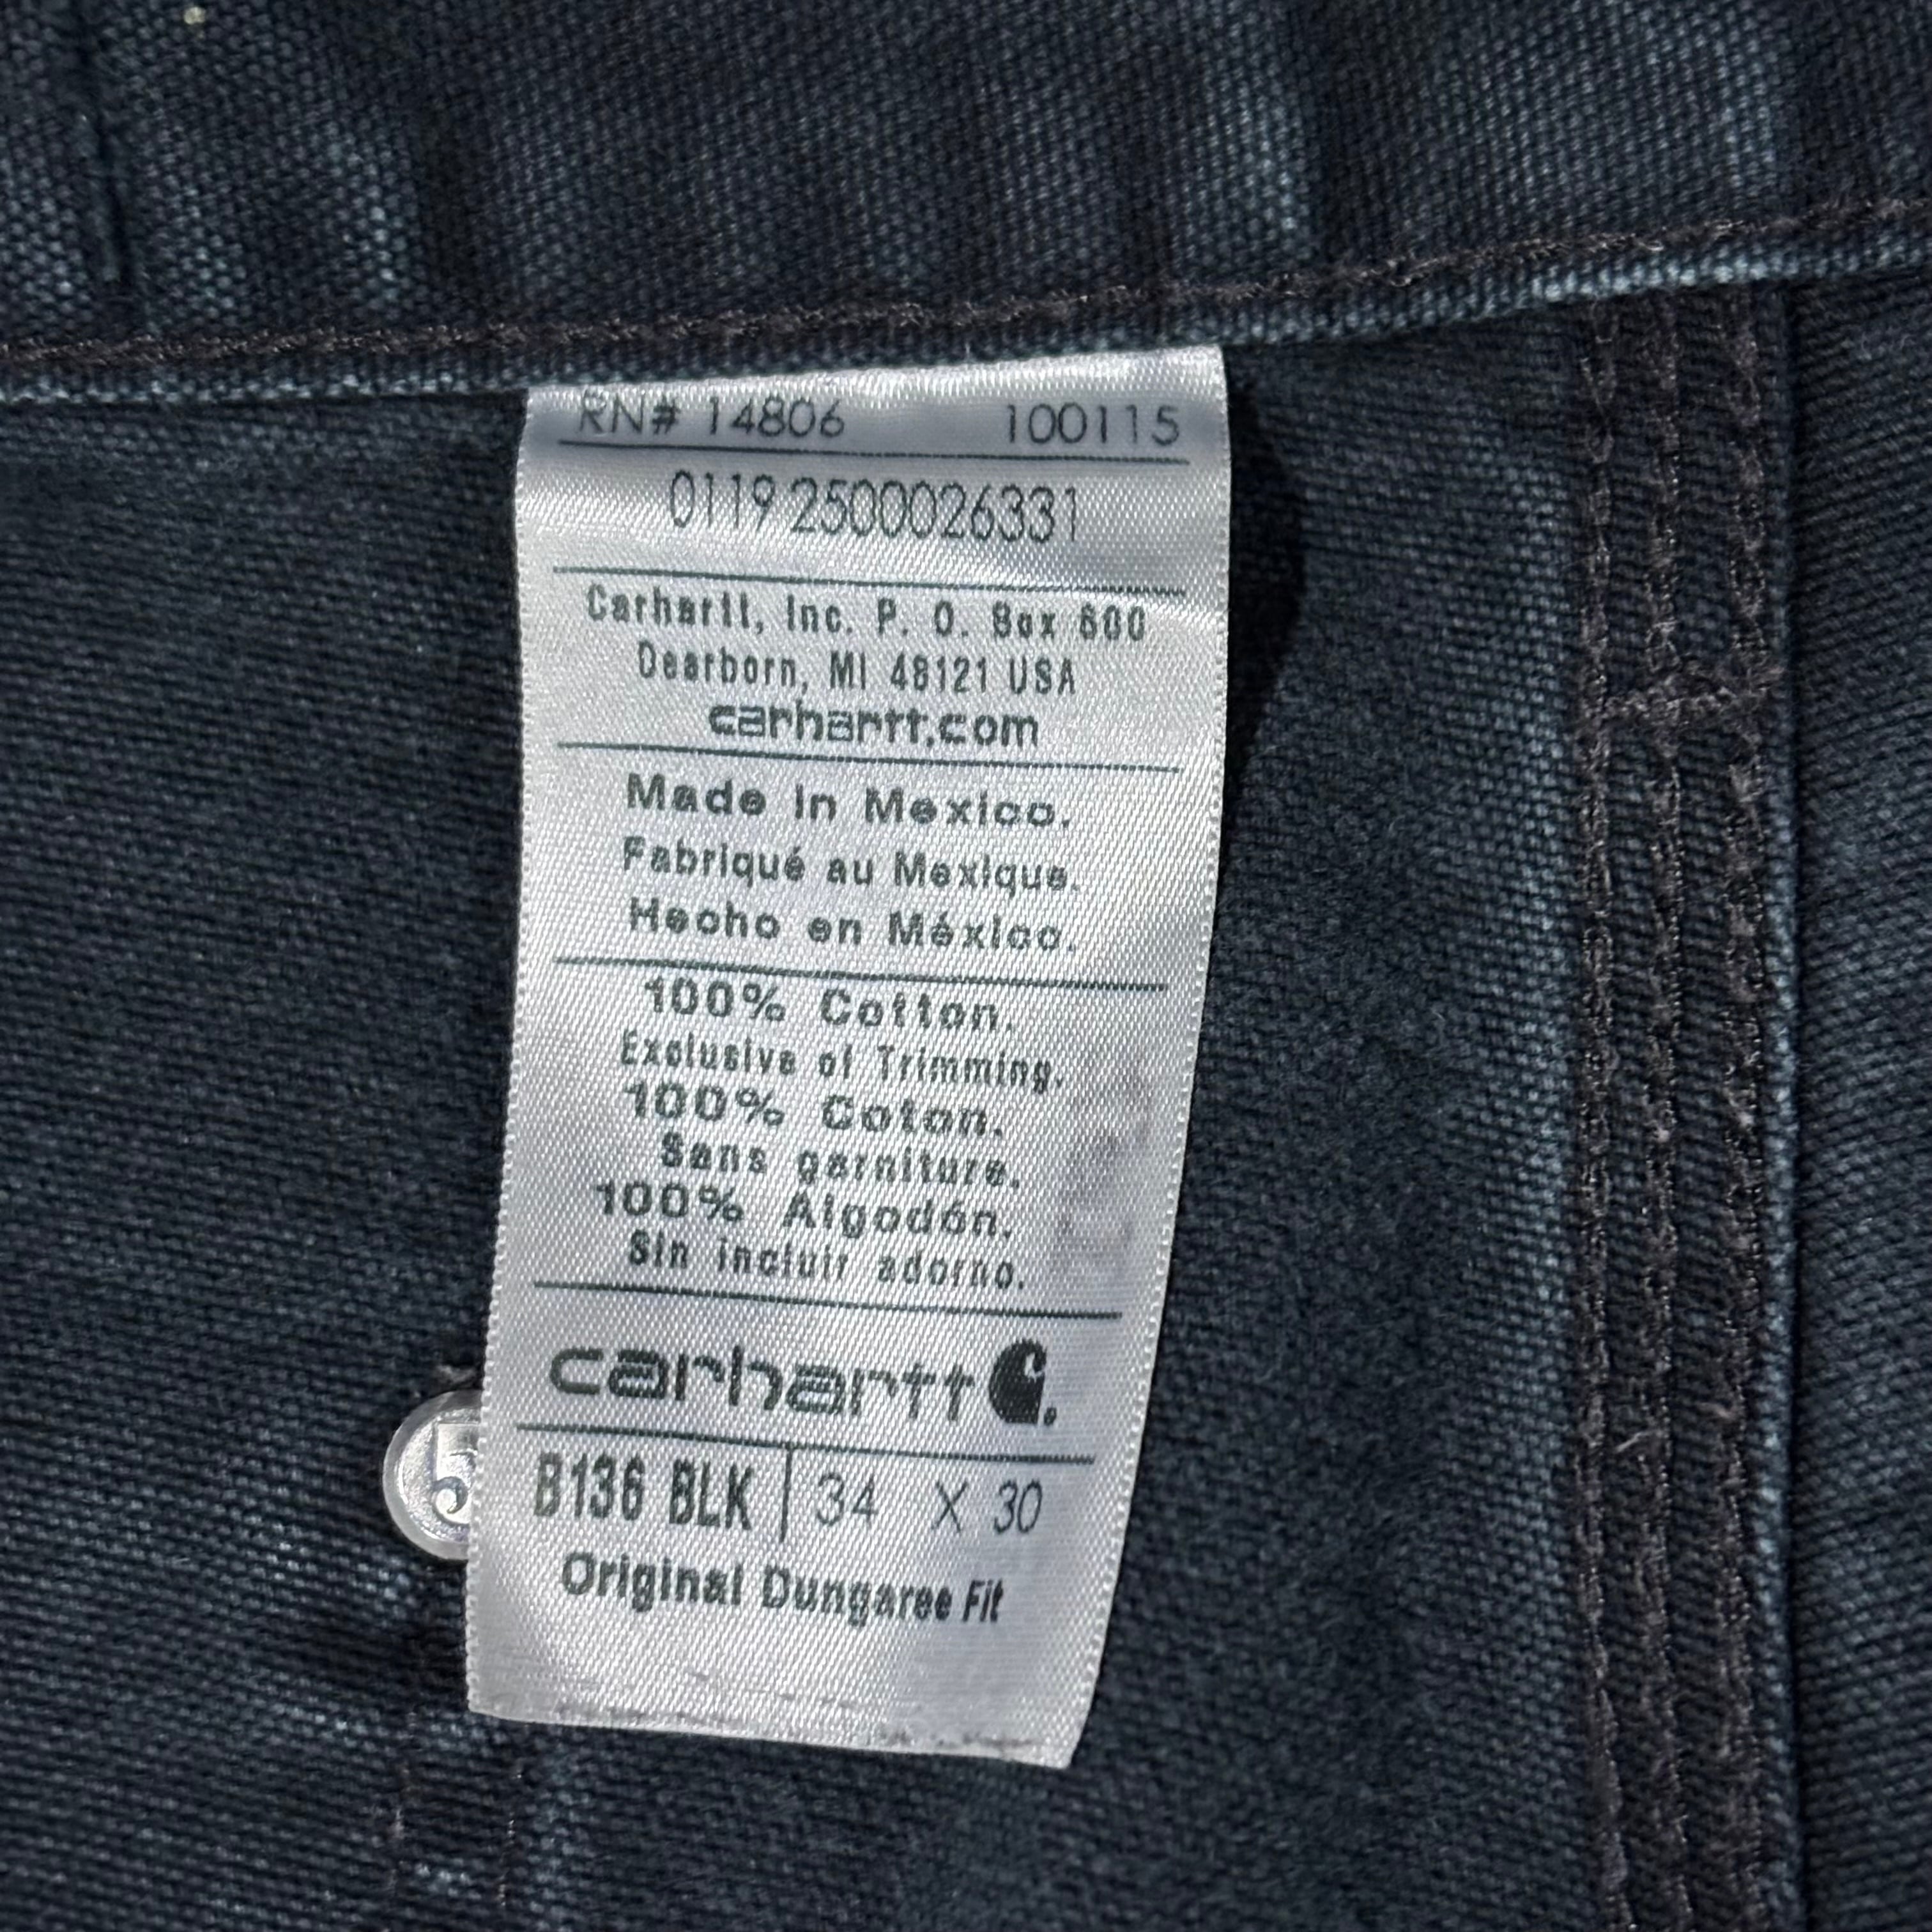 RN# 14806 100115
0119 2500026331
Carhartt, Inc. P. O. Box 600
Dearborn, MI 48121 USA
carhartt.com
Made in Mexico.
Fabriqué au Mexique.
Hecho en México.
100% Cotton.
Exclusive of Trimming.
100% Coton.
Sans garniture.
100% Algodón.
Sin incluir adorno.
carhartt
B136 BLK 34 X 30
Original Dungaree Fit